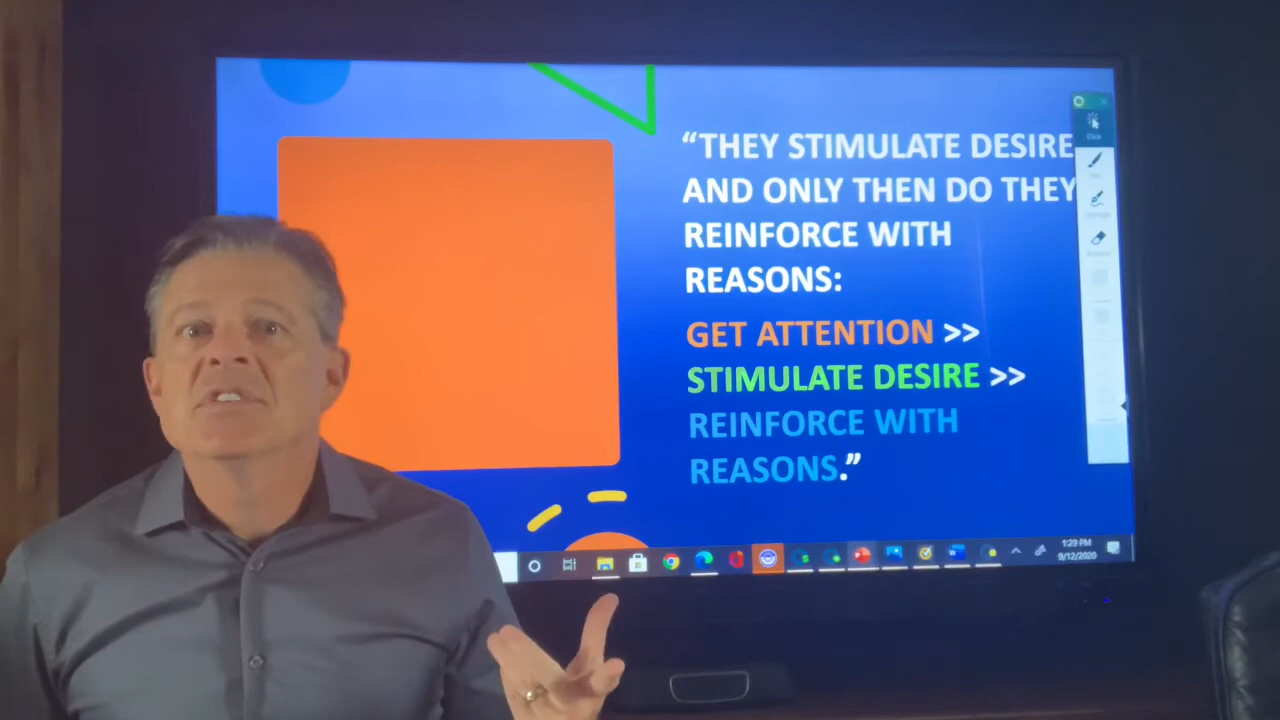 “THEY STIMULATE DESIRE
AND ONLY THEN DO THEY
REINFORCE WITH
REASONS:
GET ATTENTION >>
STIMULATE DESIRE >>
REINFORCE WITH
REASONS.”
Click
1:29 PM
9/12/2020